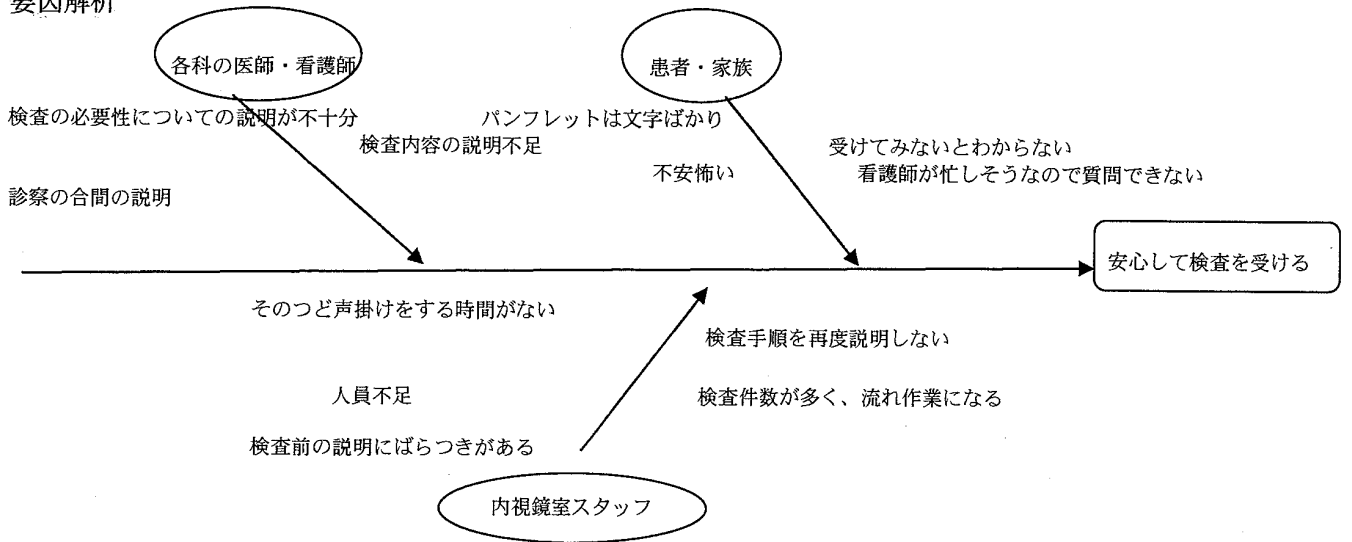 要因解析
各科の医師・看護師
患者・家族
検査の必要性についての説明が不十分
パンフレットは文字ばかり
検査内容の説明不足
受けてみないとわからない
不安怖い
看護師が忙しそうなので質問できない
診察の合間の説明
安心して検査を受ける
そのつど声掛けをする時間がない
検査手順を再度説明しない
人員不足
検査件数が多く、流れ作業になる
検査前の説明にばらつきがある
内視鏡室スタッフ